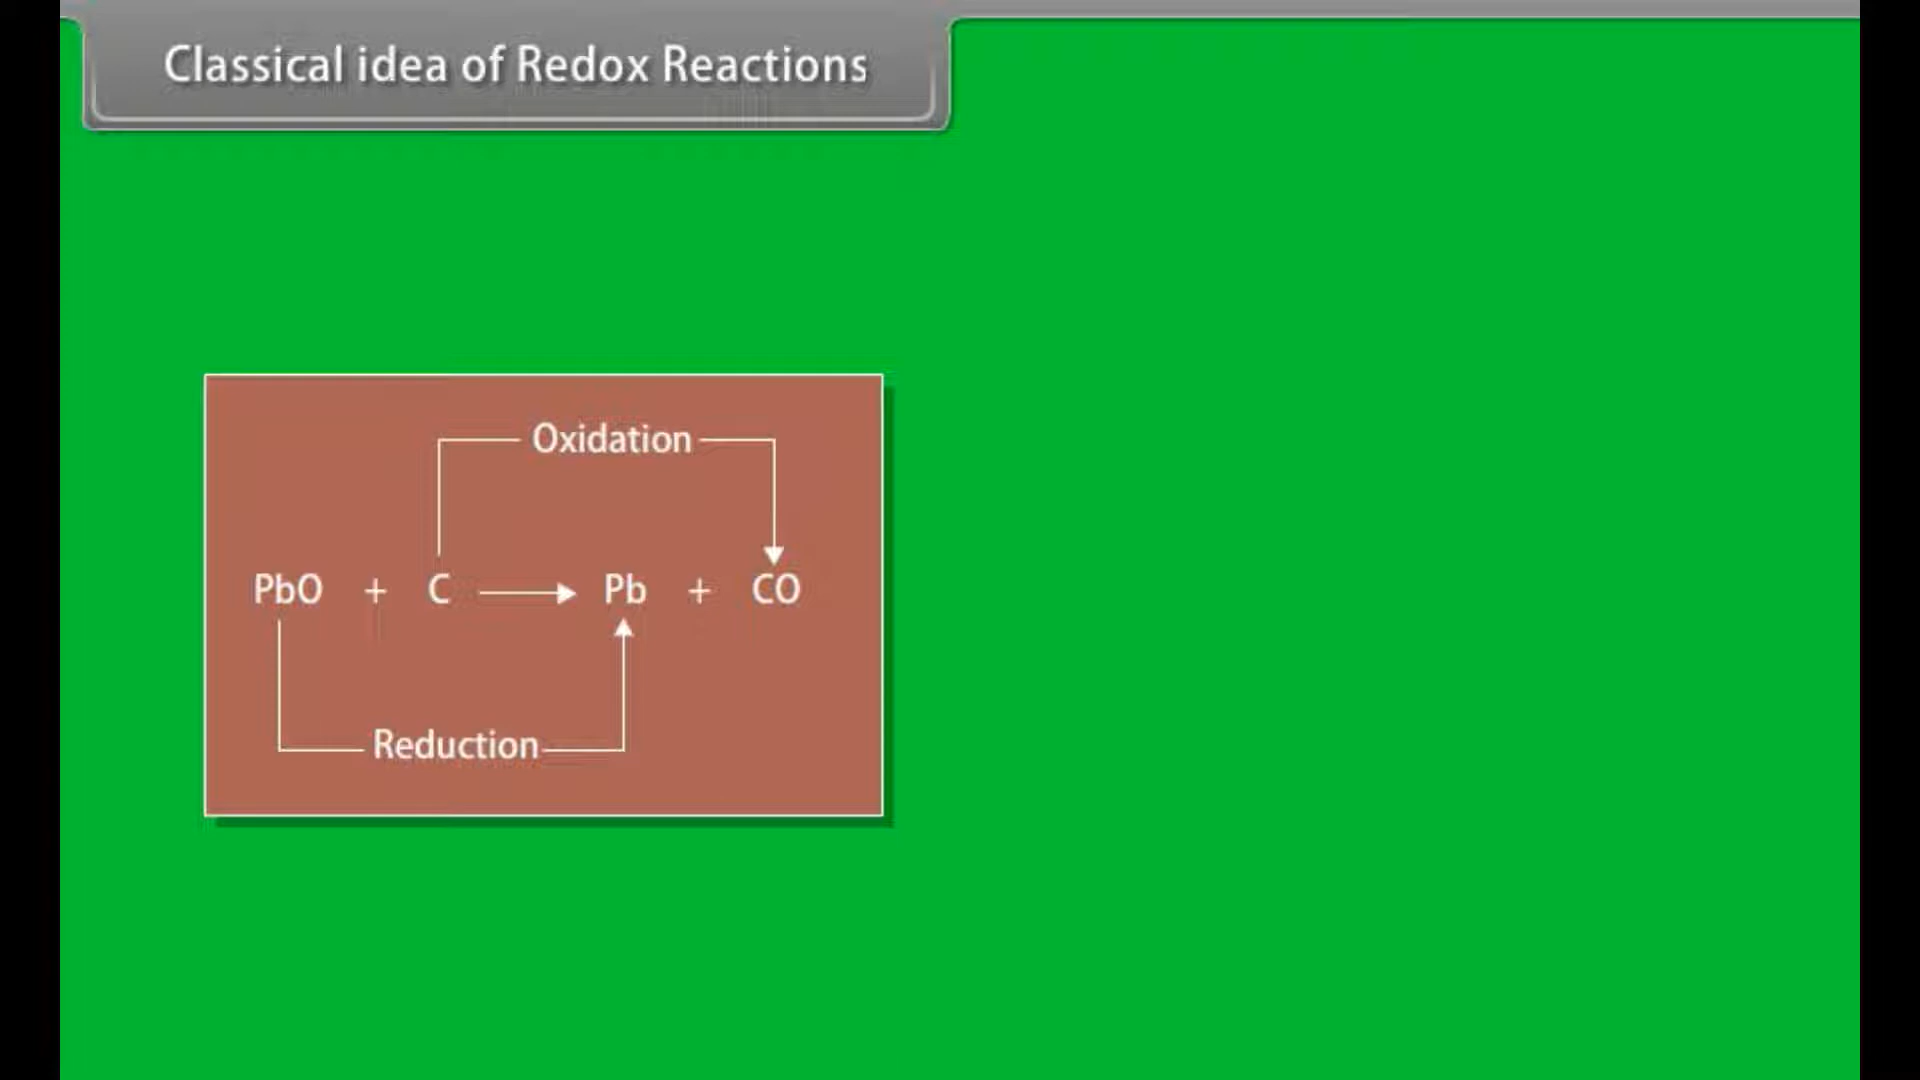 Classical idea of Redox Reactions
Oxidation
PbO + C ⟶ Pb + CO
Reduction